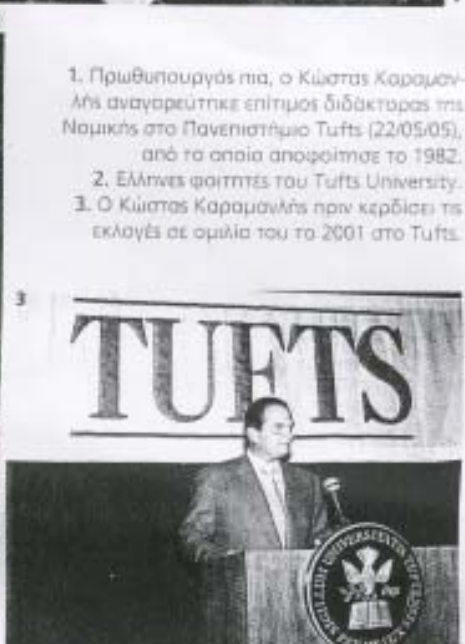 1. Πρωθυπουργός πια, ο Κώστας Καραμαν-
λής αναγορεύτηκε επίτιμος διδάκτορας της
Νομικής στο Πανεπιστήμιο Tufts (22/05/05),
από το οποίο αποφοίτησε το 1982.
2. Έλληνες φοιτητές του Tufts University.
3. Ο Κώστας Καραμανλής πριν κερδίσει τις
εκλογές σε ομιλία του το 2001 στο Tufts.
3
TUFTS